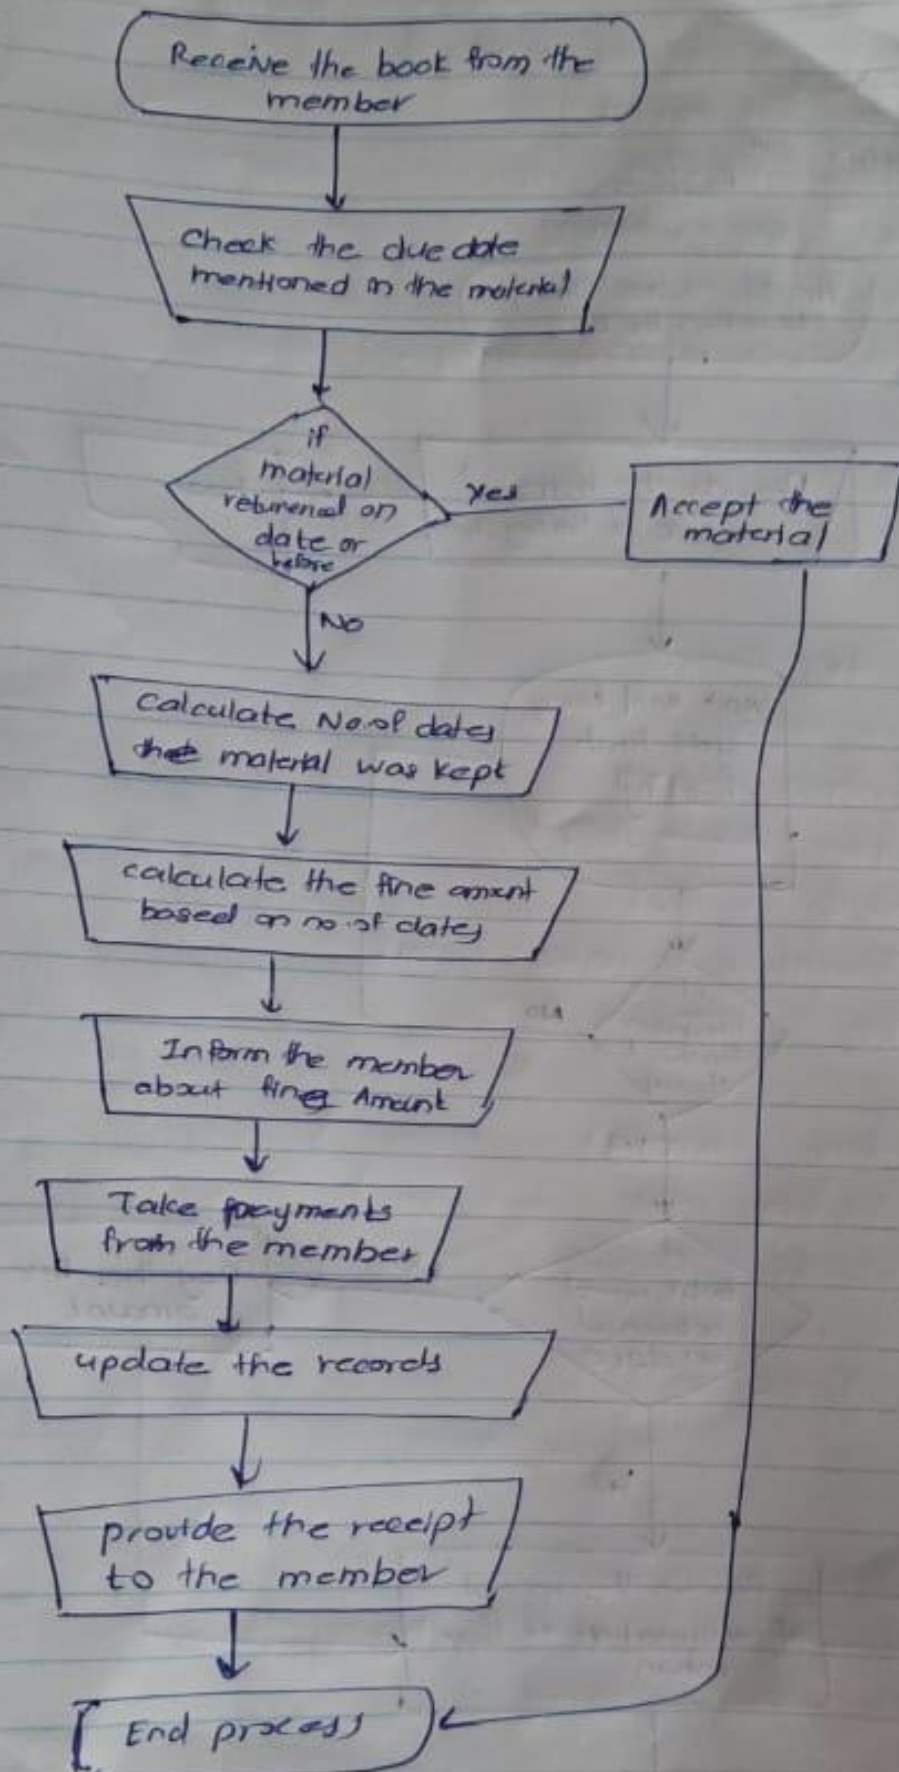 Receive the book from the
member
Check the due date
mentioned in the material
if
material
returened on
date or
before
Yes
Accept the
material
No
Calculate No.of dates
the material was kept
calculate the fine amount
based on no.of dates
Inform the member
about fines Amount
Take payments
from the member
update the records
provide the receipt
to the member
End process